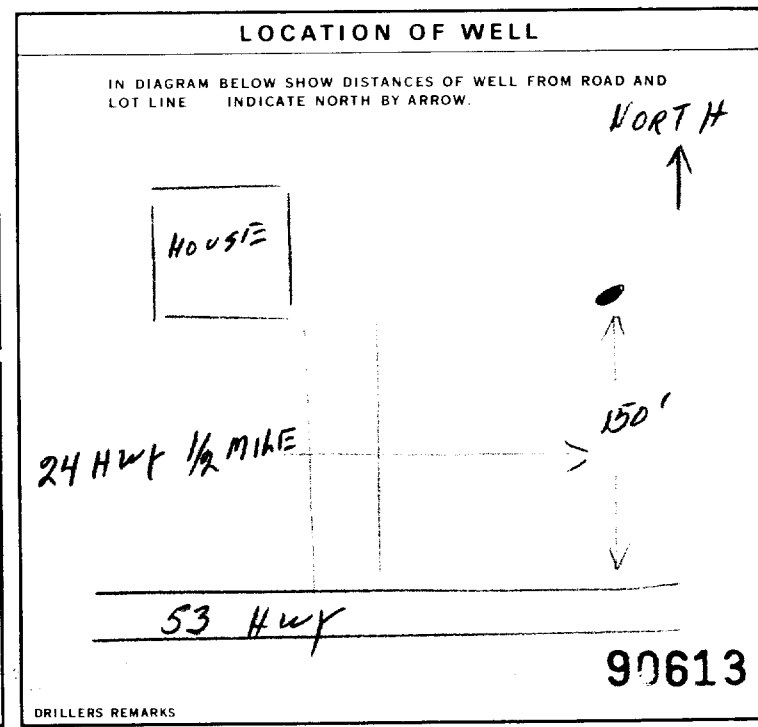 LOCATION OF WELL
IN DIAGRAM BELOW SHOW DISTANCES OF WELL FROM ROAD AND
LOT LINE INDICATE NORTH BY ARROW.
NORTH
HOUSE
150'
24 Hwy 1/2 MILE
53 Hwy
90613
DRILLERS REMARKS